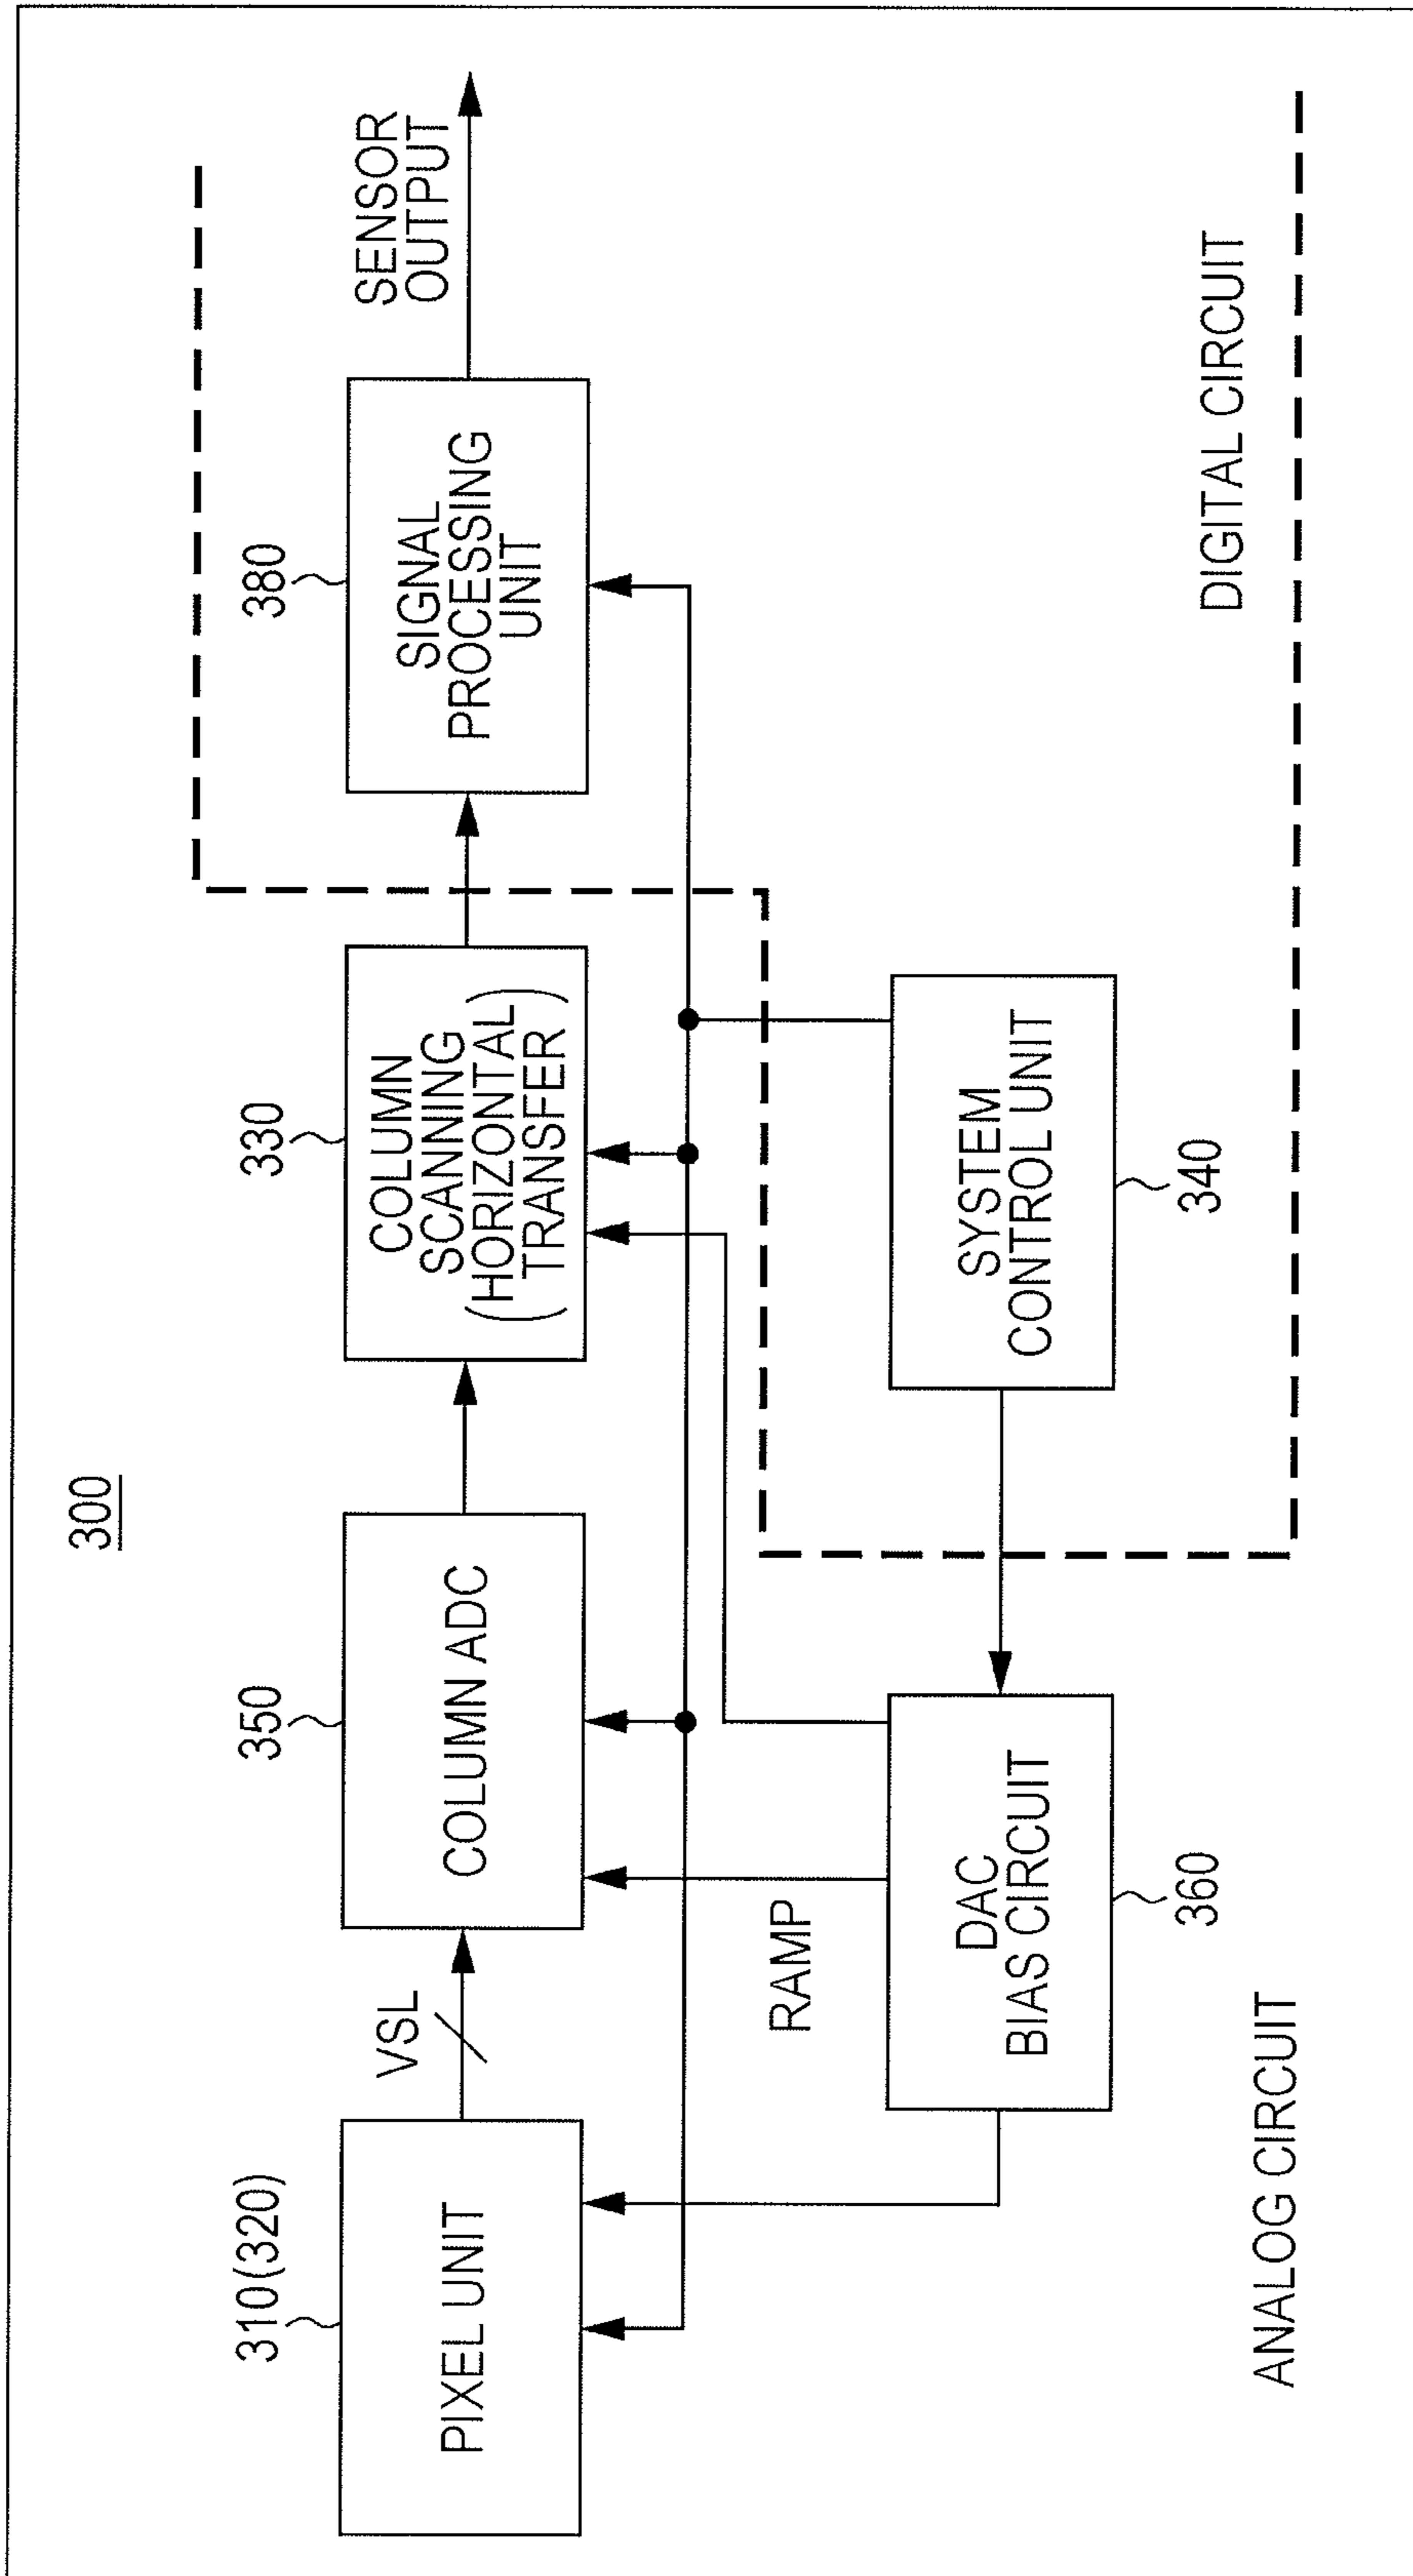 300
310(320)
350
330
380
PIXEL UNIT
VSL
COLUMN ADC
COLUMN
SCANNING
(HORIZONTAL
TRANSFER)
SIGNAL
PROCESSING
UNIT
SENSOR
OUTPUT
RAMP
DAC
BIAS CIRCUIT
360
SYSTEM
CONTROL UNIT
340
ANALOG CIRCUIT
DIGITAL CIRCUIT